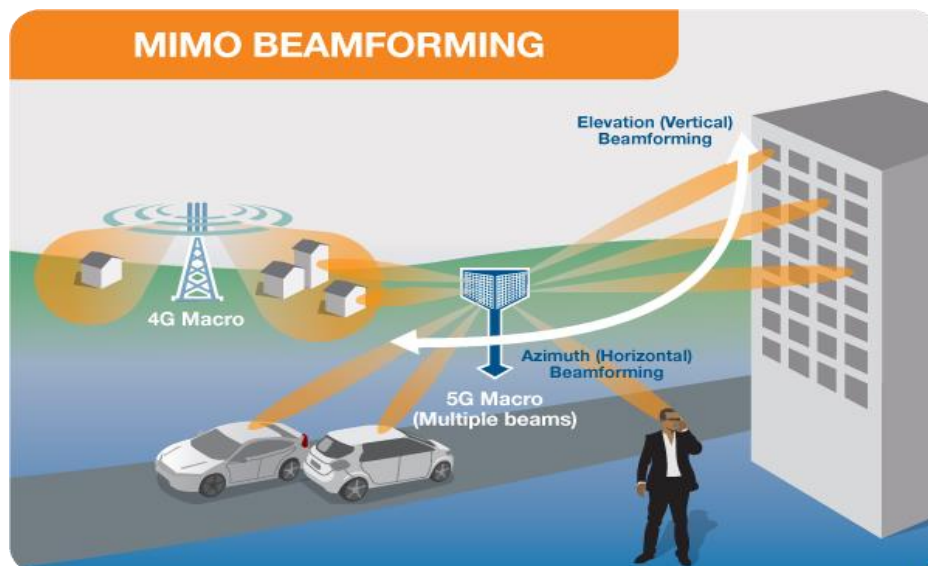 MIMO BEAMFORMING
Elevation (Vertical)
Beamforming
4G Macro
Azimuth (Horizontal)
Beamforming
5G Macro
(Multiple beams)